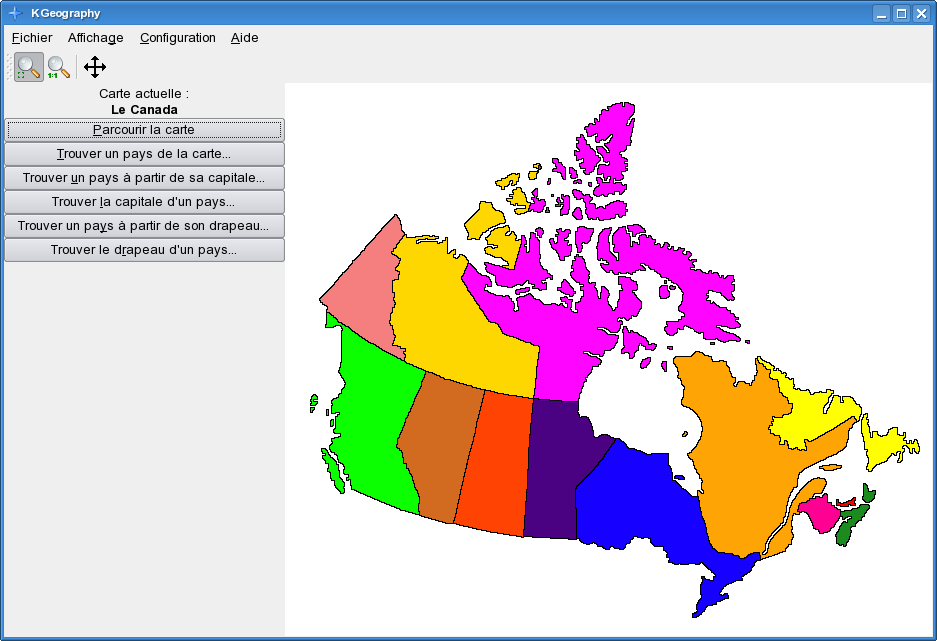 KGeography
Fichier Affichage Configuration Aide
1:1
Carte actuelle :
Le Canada
Parcourir la carte
Trouver un pays de la carte...
Trouver un pays à partir de sa capitale...
Trouver la capitale d'un pays...
Trouver un pays à partir de son drapeau...
Trouver le drapeau d'un pays...